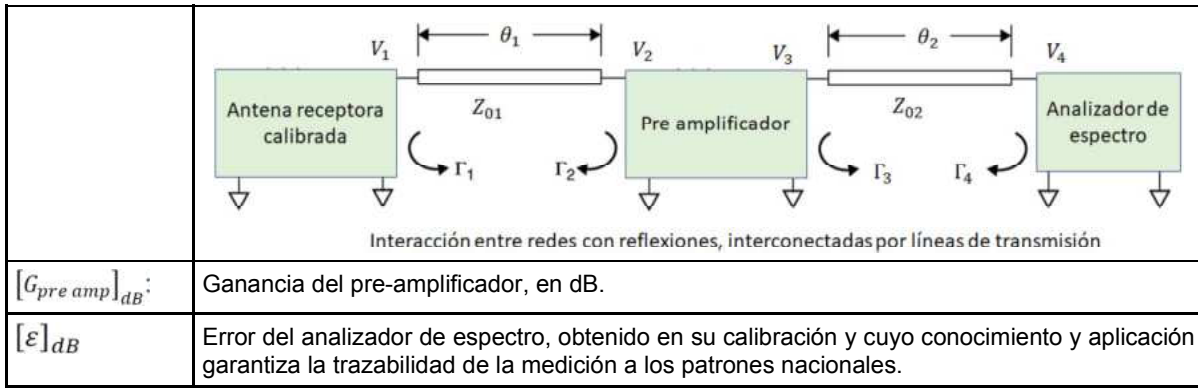 V₁ θ₁ V₂ V₃ θ₂ V₄
Antena receptora
calibrada
Z₀₁
Pre amplificador
Z₀₂
Analizador de
espectro
Γ₁ Γ₂ Γ₃ Γ₄
Interacción entre redes con reflexiones, interconectadas por líneas de transmisión
[G_{pre amp}]_{dB}: Ganancia del pre-amplificador, en dB.
[ε]_{dB} Error del analizador de espectro, obtenido en su calibración y cuyo conocimiento y aplicación
garantiza la trazabilidad de la medición a los patrones nacionales.